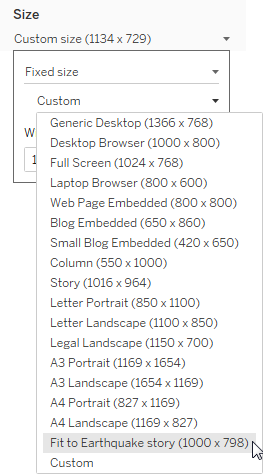 Size
Custom size (1134 x 729)
Fixed size
Custom
Generic Desktop (1366 x 768)
Desktop Browser (1000 x 800)
Full Screen (1024 x 768)
Laptop Browser (800 x 600)
Web Page Embedded (800 x 800)
Blog Embedded (650 x 860)
Small Blog Embedded (420 x 650)
Column (550 x 1000)
Story (1016 x 964)
Letter Portrait (850 x 1100)
Letter Landscape (1100 x 850)
Legal Landscape (1150 x 700)
A3 Portrait (1169 x 1654)
A3 Landscape (1654 x 1169)
A4 Portrait (827 x 1169)
A4 Landscape (1169 x 827)
Fit to Earthquake story (1000 x 798)
Custom